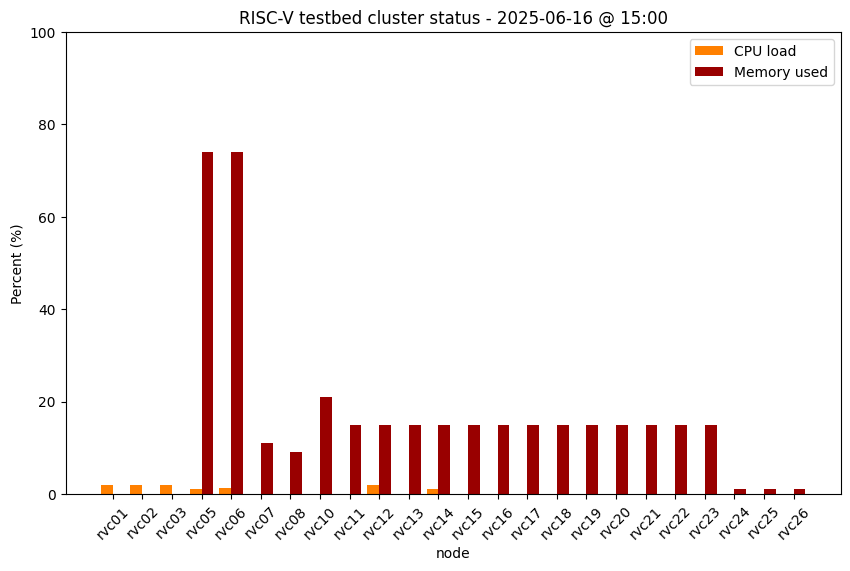 RISC-V testbed cluster status - 2025-06-16 @ 15:00
CPU load
Memory used
Percent (%)
100
80
60
40
20
0
rvc01 rvc02 rvc03 rvc05 rvc06 rvc07 rvc08 rvc10 rvc11 rvc12 rvc13 rvc14 rvc15 rvc16 rvc17 rvc18 rvc19 rvc20 rvc21 rvc22 rvc23 rvc24 rvc25 rvc26
node